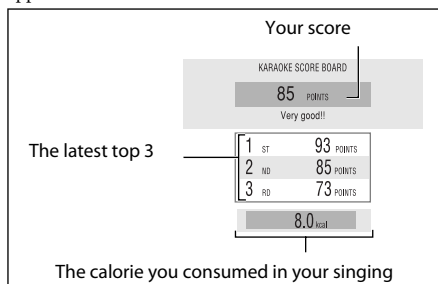 Your score
KARAOKE SCORE BOARD
85 POINTS
Very good!!
The latest top 3
1 ST 93 POINTS
2 ND 85 POINTS
3 RD 73 POINTS
8.0 kcal
The calorie you consumed in your singing